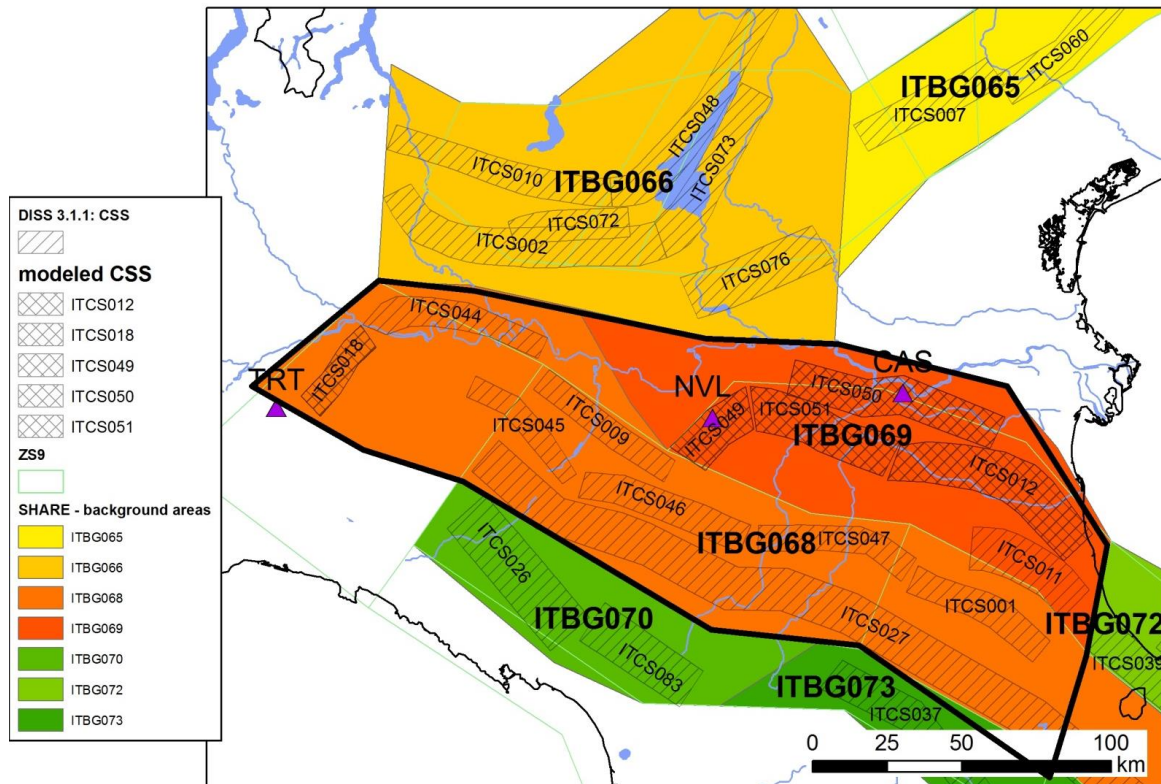 ITCS060
ITBG065
ITCS007
ITCS048
ITCS073
ITCS010
ITBG066
ITCS072
ITCS002
ITCS076
DISS 3.1.1: CSS
modeled CSS
ITCS012
ITCS018
ITCS049
ITCS050
ITCS051
ZS9
SHARE - background areas
ITBG065
ITBG066
ITBG068
ITBG069
ITBG070
ITBG072
ITBG073
ITCS044
ITCS018
TRT
CAS
NVL
ITCS050
ITCS051
ITCS049
ITBG069
ITCS045
ITCS009
ITCS012
ITCS046
ITBG068
ITCS047
ITCS011
ITCS026
ITCS001
ITBG070
ITBG072
ITCS027
ITCS039
ITCS083
ITBG073
ITCS037
0 25 50 100
km